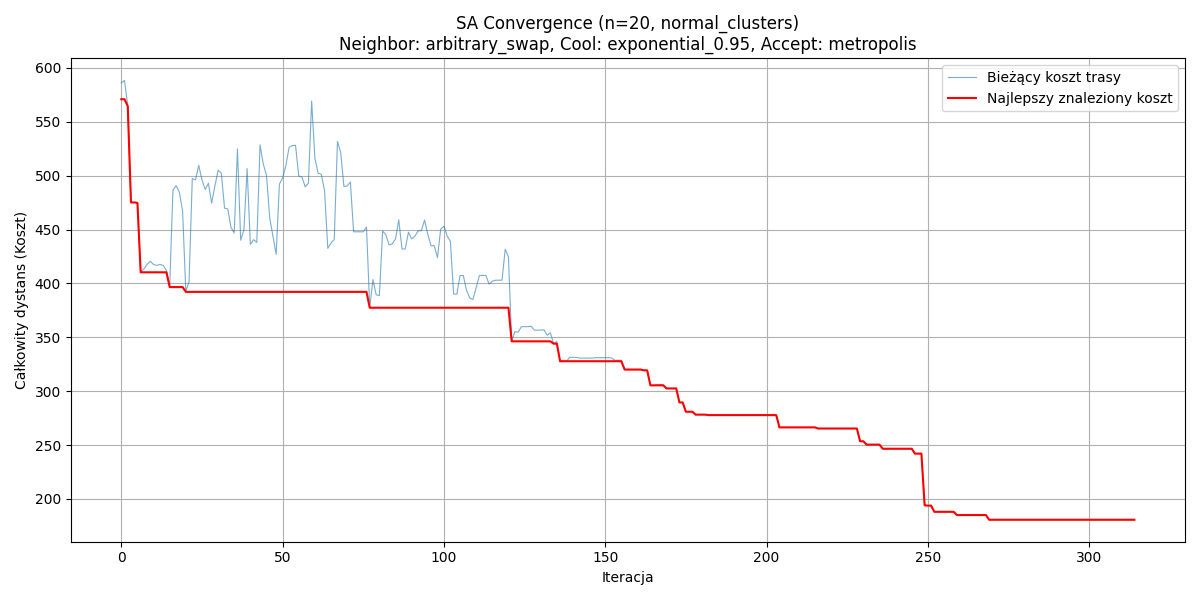 SA Convergence (n=20, normal_clusters)
Neighbor: arbitrary_swap, Cool: exponential_0.95, Accept: metropolis
Bieżący koszt trasy
Najlepszy znaleziony koszt
Całkowity dystans (Koszt)
600
550
500
450
400
350
300
250
200
0 50 100 150 200 250 300
Iteracja